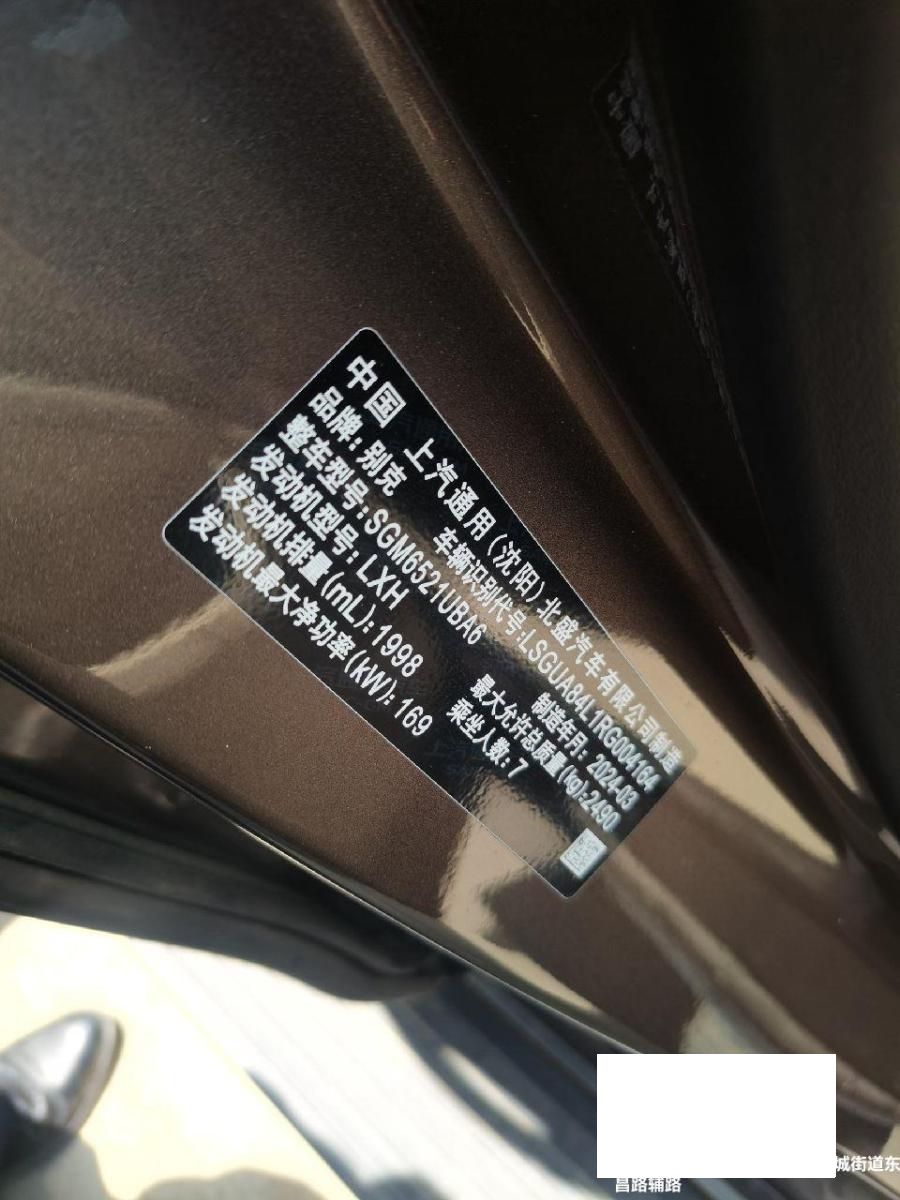 中国 上汽通用(沈阳)北盛汽车有限公司制造
品牌:别克 车辆识别代号:LSGUA84L1RG004164
整车型号:SGM6521UBA6 制造年月:2024.03
发动机型号:LXH 最大允许总质量(kg):2490
发动机排量(mL):1998 乘坐人数:7
发动机最大净功率(kW):169
城街道东
昌路辅路